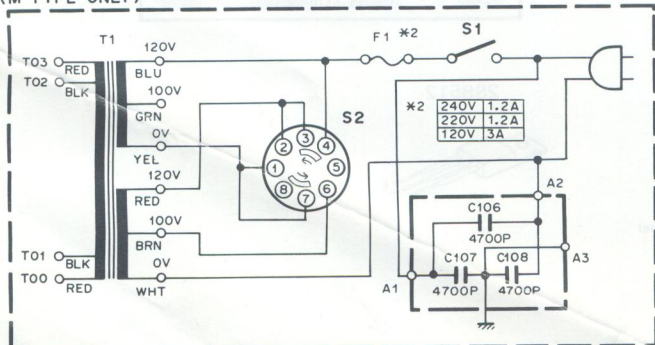 (M TYPE ONLY)
T1
120V
F1 *2
S1
T03
RED
BLU
T02
BLK
100V
GRN
S2
*2
240V 1.2A
220V 1.2A
120V 3A
0V
YEL
1
2
3
4
5
6
7
8
120V
RED
A2
C106
4700P
100V
BRN
T01
BLK
C107
C108
A3
0V
T00
RED
WHT
A1
4700P
4700P